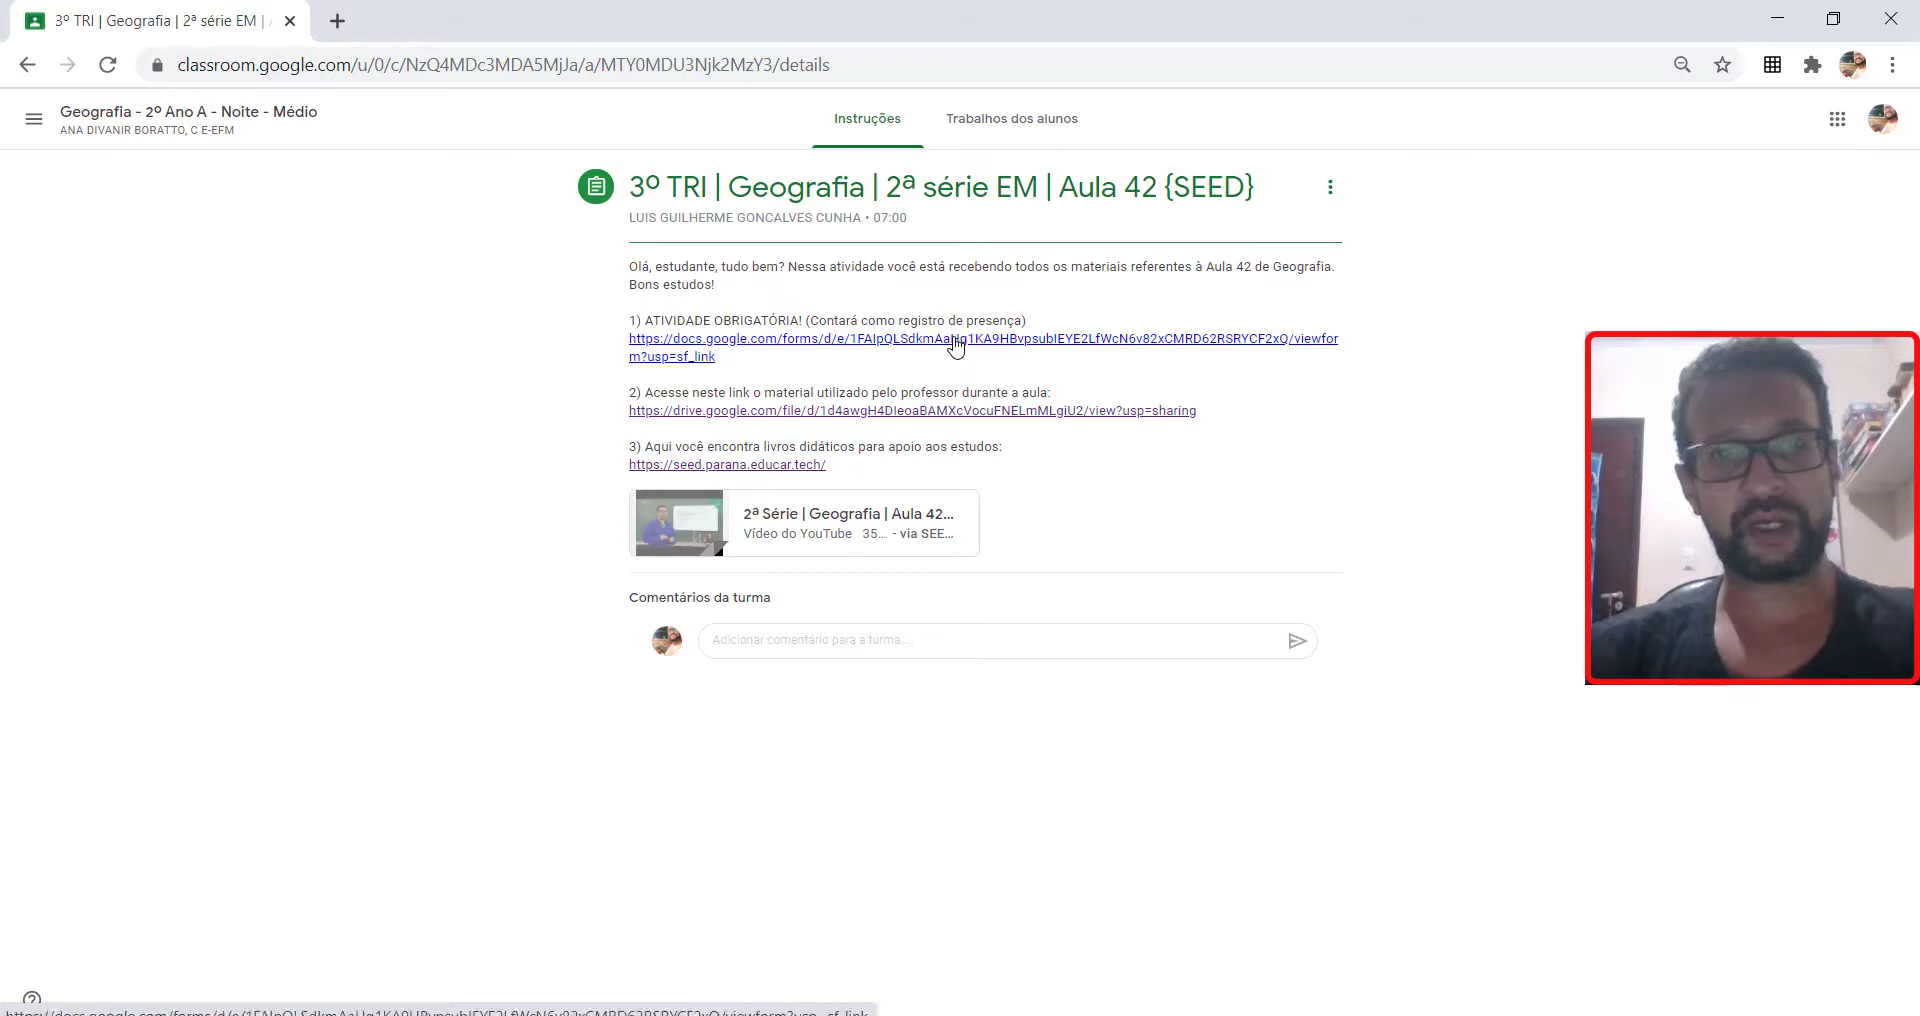 3º TRI | Geografia | 2ª série EM |
classroom.google.com/u/0/c/NzQ4MDc3MDA5MjJa/a/MTY0MDU3Njk2MzY3/details
Geografia - 2º Ano A - Noite - Médio
ANA DIVANIR BORATTO, C E-EFM
Instruções
Trabalhos dos alunos
3º TRI | Geografia | 2ª série EM | Aula 42 {SEED}
LUIS GUILHERME GONCALVES CUNHA • 07:00
Olá, estudante, tudo bem? Nessa atividade você está recebendo todos os materiais referentes à Aula 42 de Geografia.
Bons estudos!
1) ATIVIDADE OBRIGATÓRIA! (Contará como registro de presença)
m?usp=sf_link
2) Acesse neste link o material utilizado pelo professor durante a aula:
https://drive.google.com/file/d/1d4awgH4DIeoaBAMXcVocuFNELmMLgiU2/view?usp=sharing
3) Aqui você encontra livros didáticos para apoio aos estudos:
https://seed.parana.educar.tech/
2ª Série | Geografia | Aula 42...
Vídeo do YouTube 35... - via SEE...
Comentários da turma
Adicionar comentário para a turma...